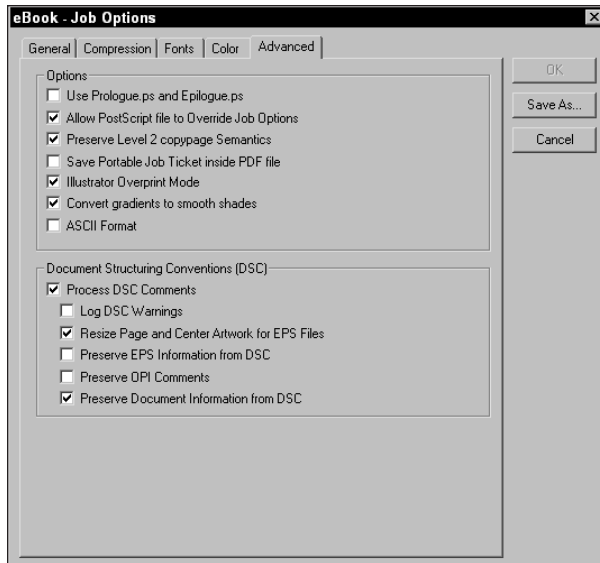 eBook - Job Options
General
Compression
Fonts
Color
Advanced
Options
Use Prologue.ps and Epilogue.ps
Allow PostScript file to Override Job Options
Preserve Level 2 copypage Semantics
Save Portable Job Ticket inside PDF file
Illustrator Overprint Mode
Convert gradients to smooth shades
ASCII Format
Document Structuring Conventions (DSC)
Process DSC Comments
Log DSC Warnings
Resize Page and Center Artwork for EPS Files
Preserve EPS Information from DSC
Preserve OPI Comments
Preserve Document Information from DSC
OK
Save As...
Cancel